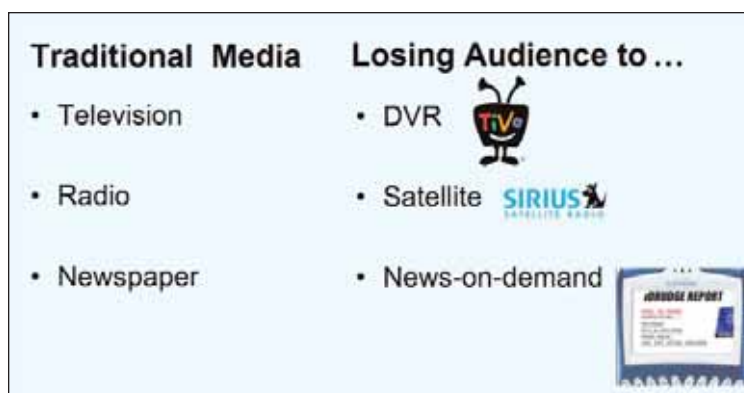 Traditional Media
Losing Audience to ...
• Television
• DVR
TiVo
• Radio
• Satellite
SIRIUS
SATELLITE RADIO
• Newspaper
• News-on-demand
DRUDGE REPORT